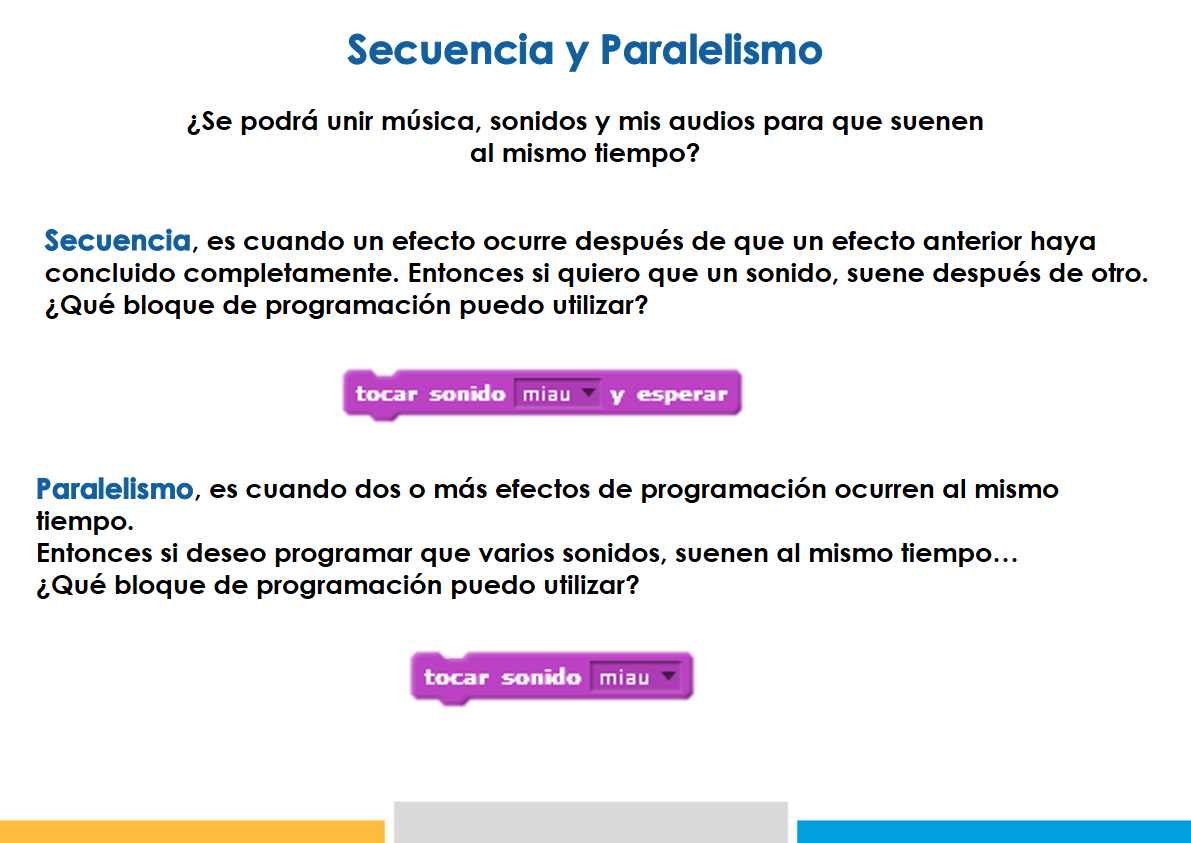 Secuencia y Paralelismo
¿Se podrá unir música, sonidos y mis audios para que suenen
al mismo tiempo?
Secuencia, es cuando un efecto ocurre después de que un efecto anterior haya
concluido completamente. Entonces si quiero que un sonido, suene después de otro.
¿Qué bloque de programación puedo utilizar?
tocar sonido miau y esperar
Paralelismo, es cuando dos o más efectos de programación ocurren al mismo
tiempo.
Entonces si deseo programar que varios sonidos, suenen al mismo tiempo…
¿Qué bloque de programación puedo utilizar?
tocar sonido miau